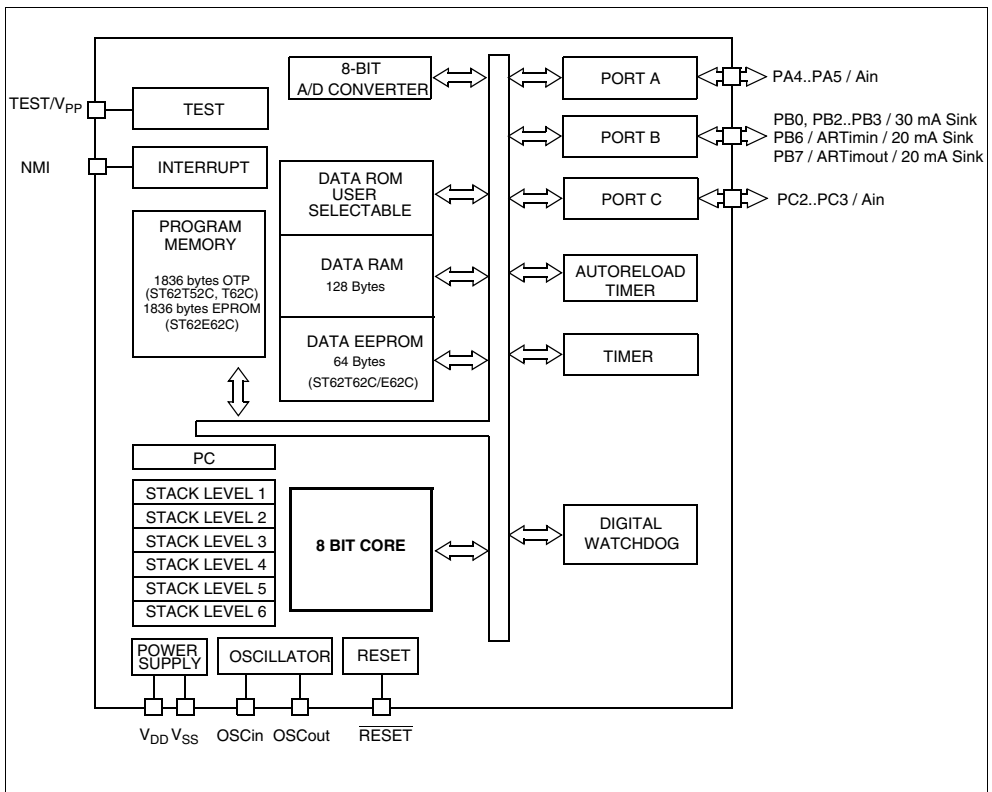 8-BIT
A/D CONVERTER
PORT A
PA4..PA5 / Ain
TEST/VPP
TEST
PORT B
PB0, PB2..PB3 / 30 mA Sink
PB6 / ARTimin / 20 mA Sink
PB7 / ARTimout / 20 mA Sink
NMI
INTERRUPT
DATA ROM
USER
SELECTABLE
PORT C
PC2..PC3 / Ain
PROGRAM
MEMORY
1836 bytes OTP
(ST62T52C, T62C)
1836 bytes EPROM
(ST62E62C)
DATA RAM
128 Bytes
AUTORELOAD
TIMER
DATA EEPROM
64 Bytes
(ST62T62C/E62C)
TIMER
PC
STACK LEVEL 1
STACK LEVEL 2
STACK LEVEL 3
STACK LEVEL 4
STACK LEVEL 5
STACK LEVEL 6
8 BIT CORE
DIGITAL
WATCHDOG
POWER
SUPPLY
OSCILLATOR
RESET
VDD VSS
OSCin OSCout
RESET